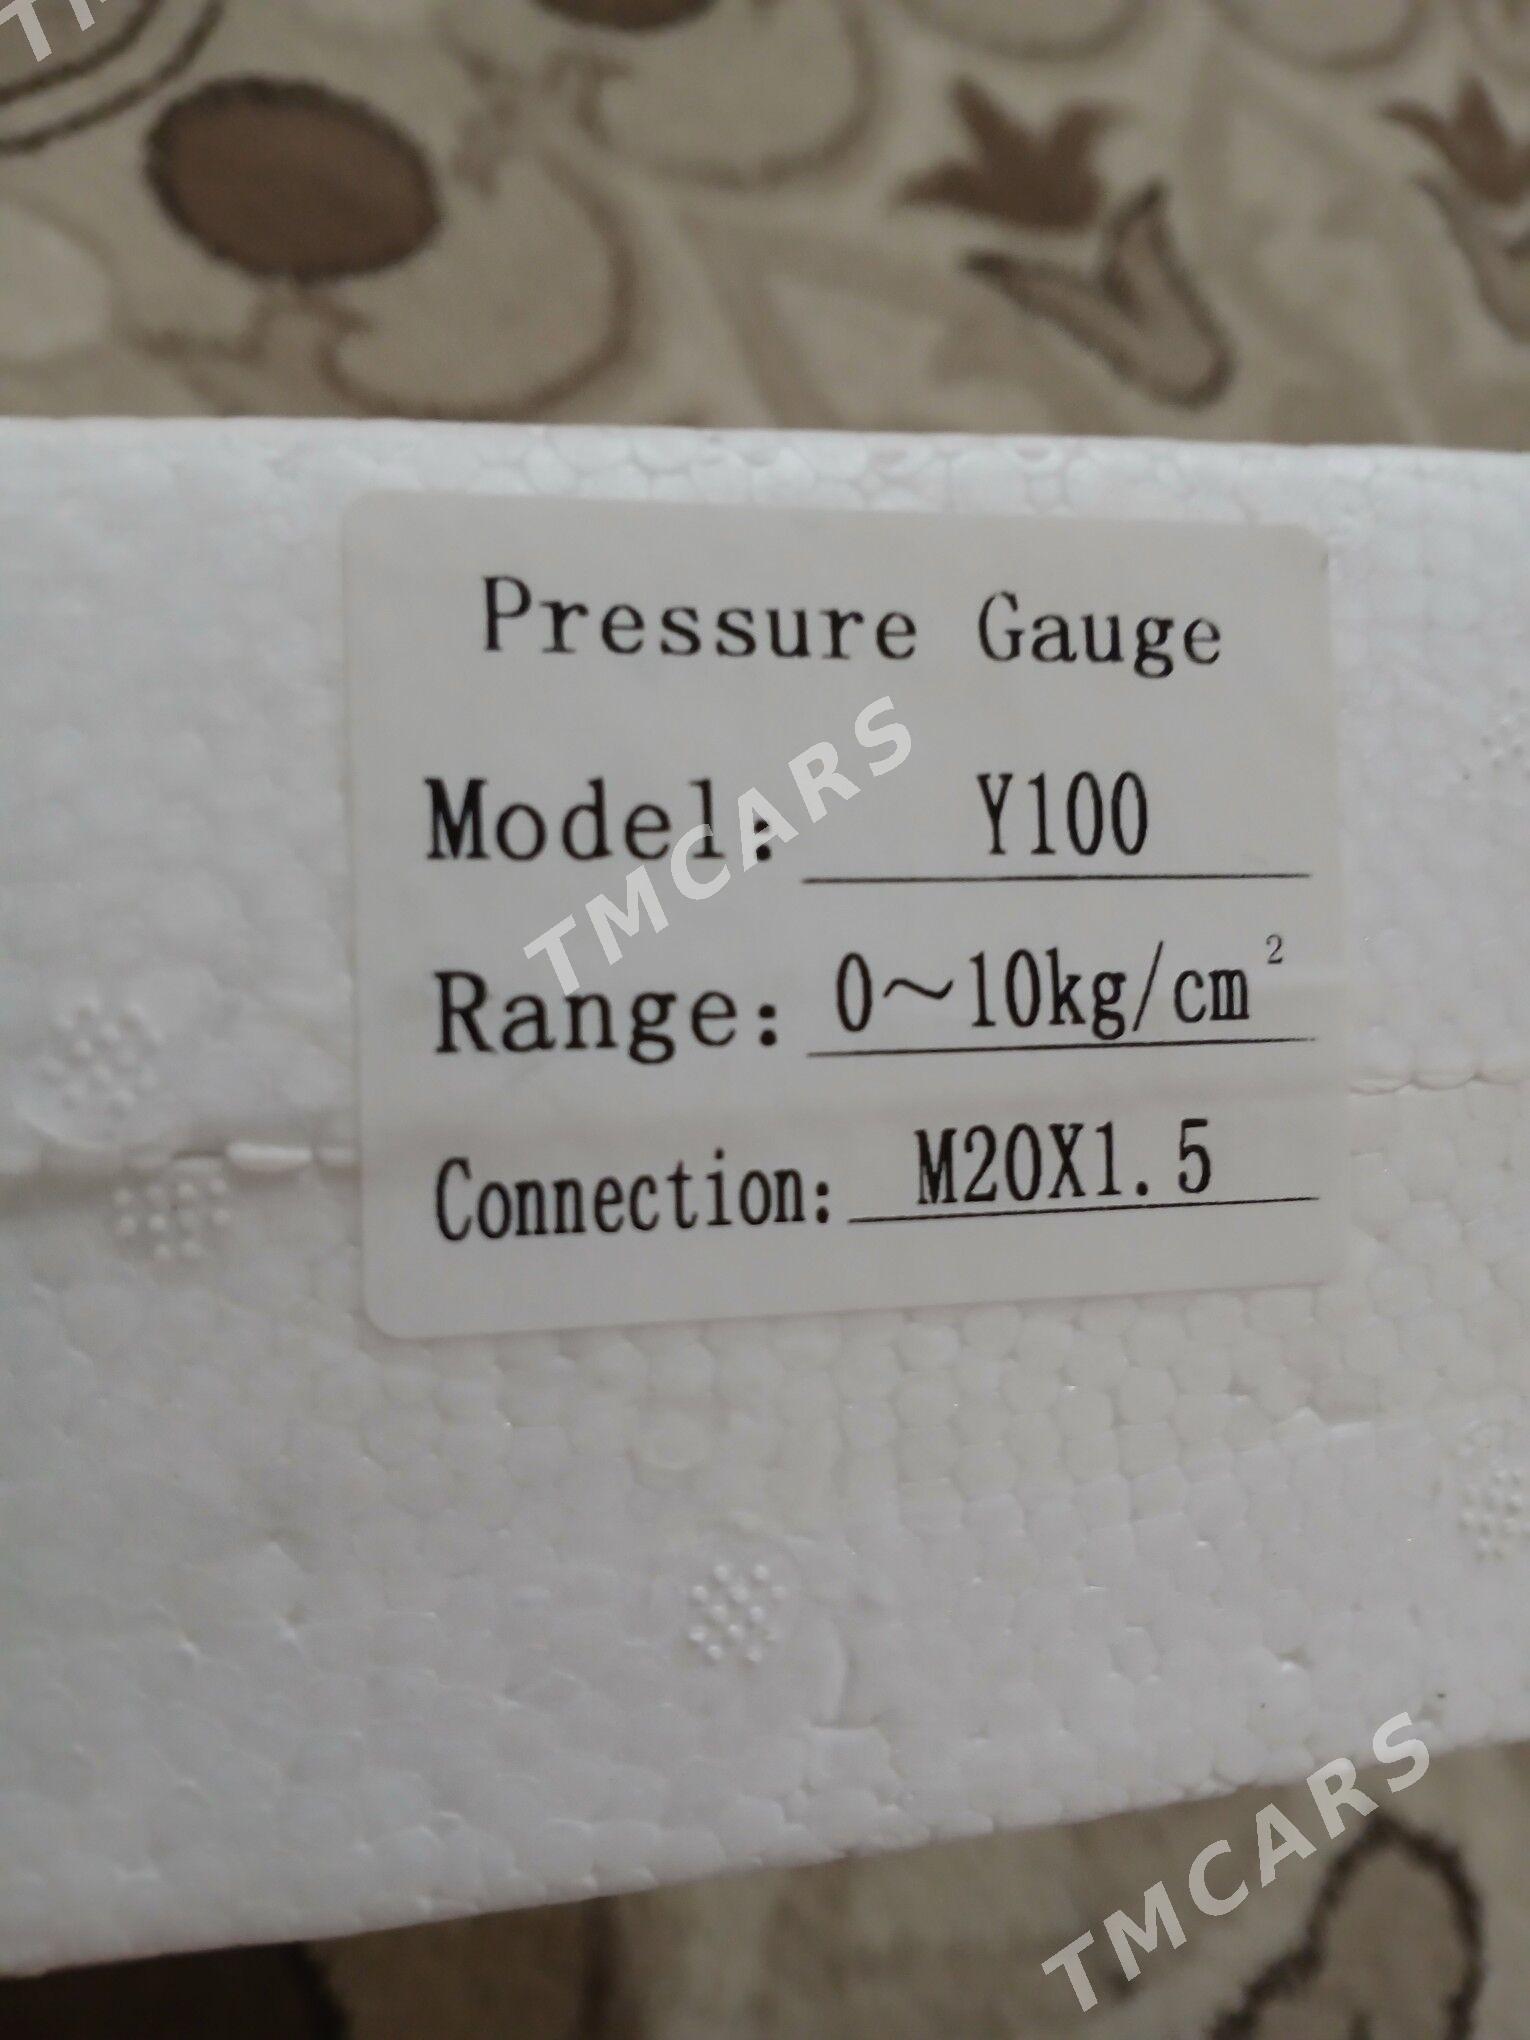 Pressure Gauge
Model: Y100
Range: 0～10kg/cm²
Connection: M20X1.5
TMCARS
TMCARS